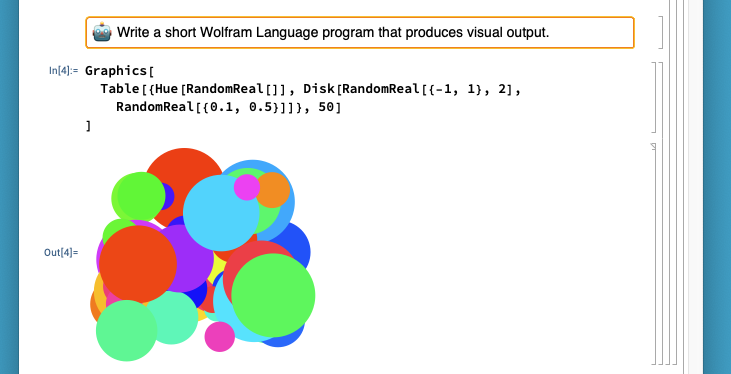 🤖 Write a short Wolfram Language program that produces visual output.
In[4]:= Graphics[
Table[{Hue[RandomReal[]], Disk[RandomReal[{-1, 1}, 2],
RandomReal[{0.1, 0.5}]]}, 50]
]
Out[4]=